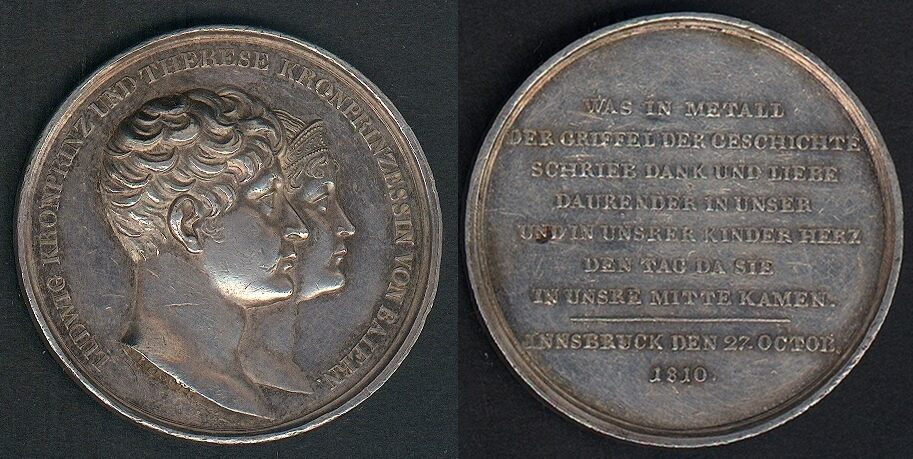 LUDWIG KRONPRINZ UND THERESE KRONPRINZESSIN VON BAIERN.
WAS IN METALL
DER GRIFFEL DER GESCHICHTE
SCHRIEB DANK UND LIEBE
DAURENDER IN UNSER
UND IN UNSRER KINDER HERZ
DEN TAG DA SIE
IN UNSRE MITTE KAMEN.
INNSBRUCK DEN 27. OCTOB.
1810.